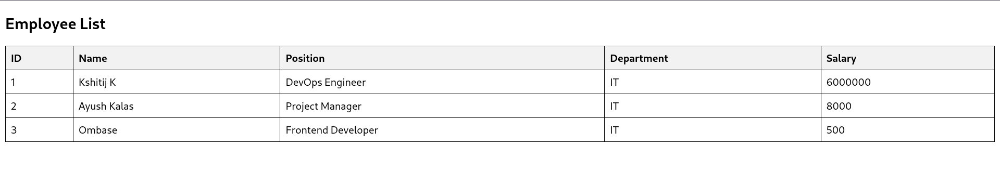 Employee List
ID Name Position Department Salary
1 Kshitij K DevOps Engineer IT 6000000
2 Ayush Kalas Project Manager IT 8000
3 Ombase Frontend Developer IT 500